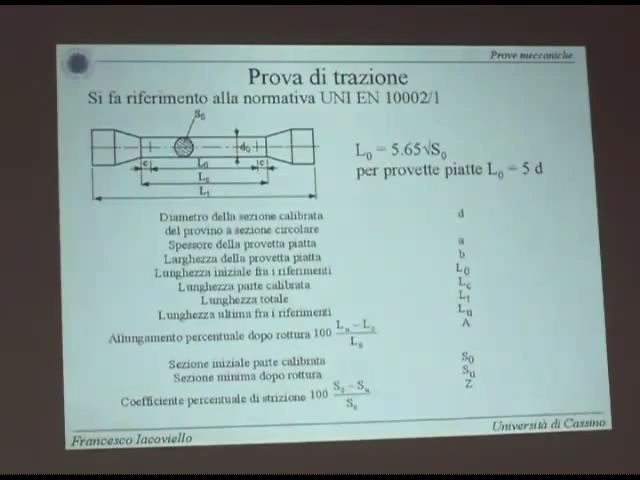 Prove meccaniche
Prova di trazione
Si fa riferimento alla normativa UNI EN 10002/1
S₀
d₀
c L₀ c
L꜀
Lₜ
L₀ = 5.65√S₀
per provette piatte L₀ = 5 d
Diametro della sezione calibrata d
del provino a sezione circolare
Spessore della provetta piatta a
Larghezza della provetta piatta b
Lunghezza iniziale fra i riferimenti L₀
Lunghezza parte calibrata L꜀
Lunghezza totale Lₜ
Lunghezza ultima fra i riferimenti Lᵤ
Allungamento percentuale dopo rottura 100 (Lᵤ – L₀)/L₀ A
Sezione iniziale parte calibrata S₀
Sezione minima dopo rottura Sᵤ
Coefficiente percentuale di strizione 100 (S₀ – Sᵤ)/S₀ Z
Francesco Iacoviello
Università di Cassino